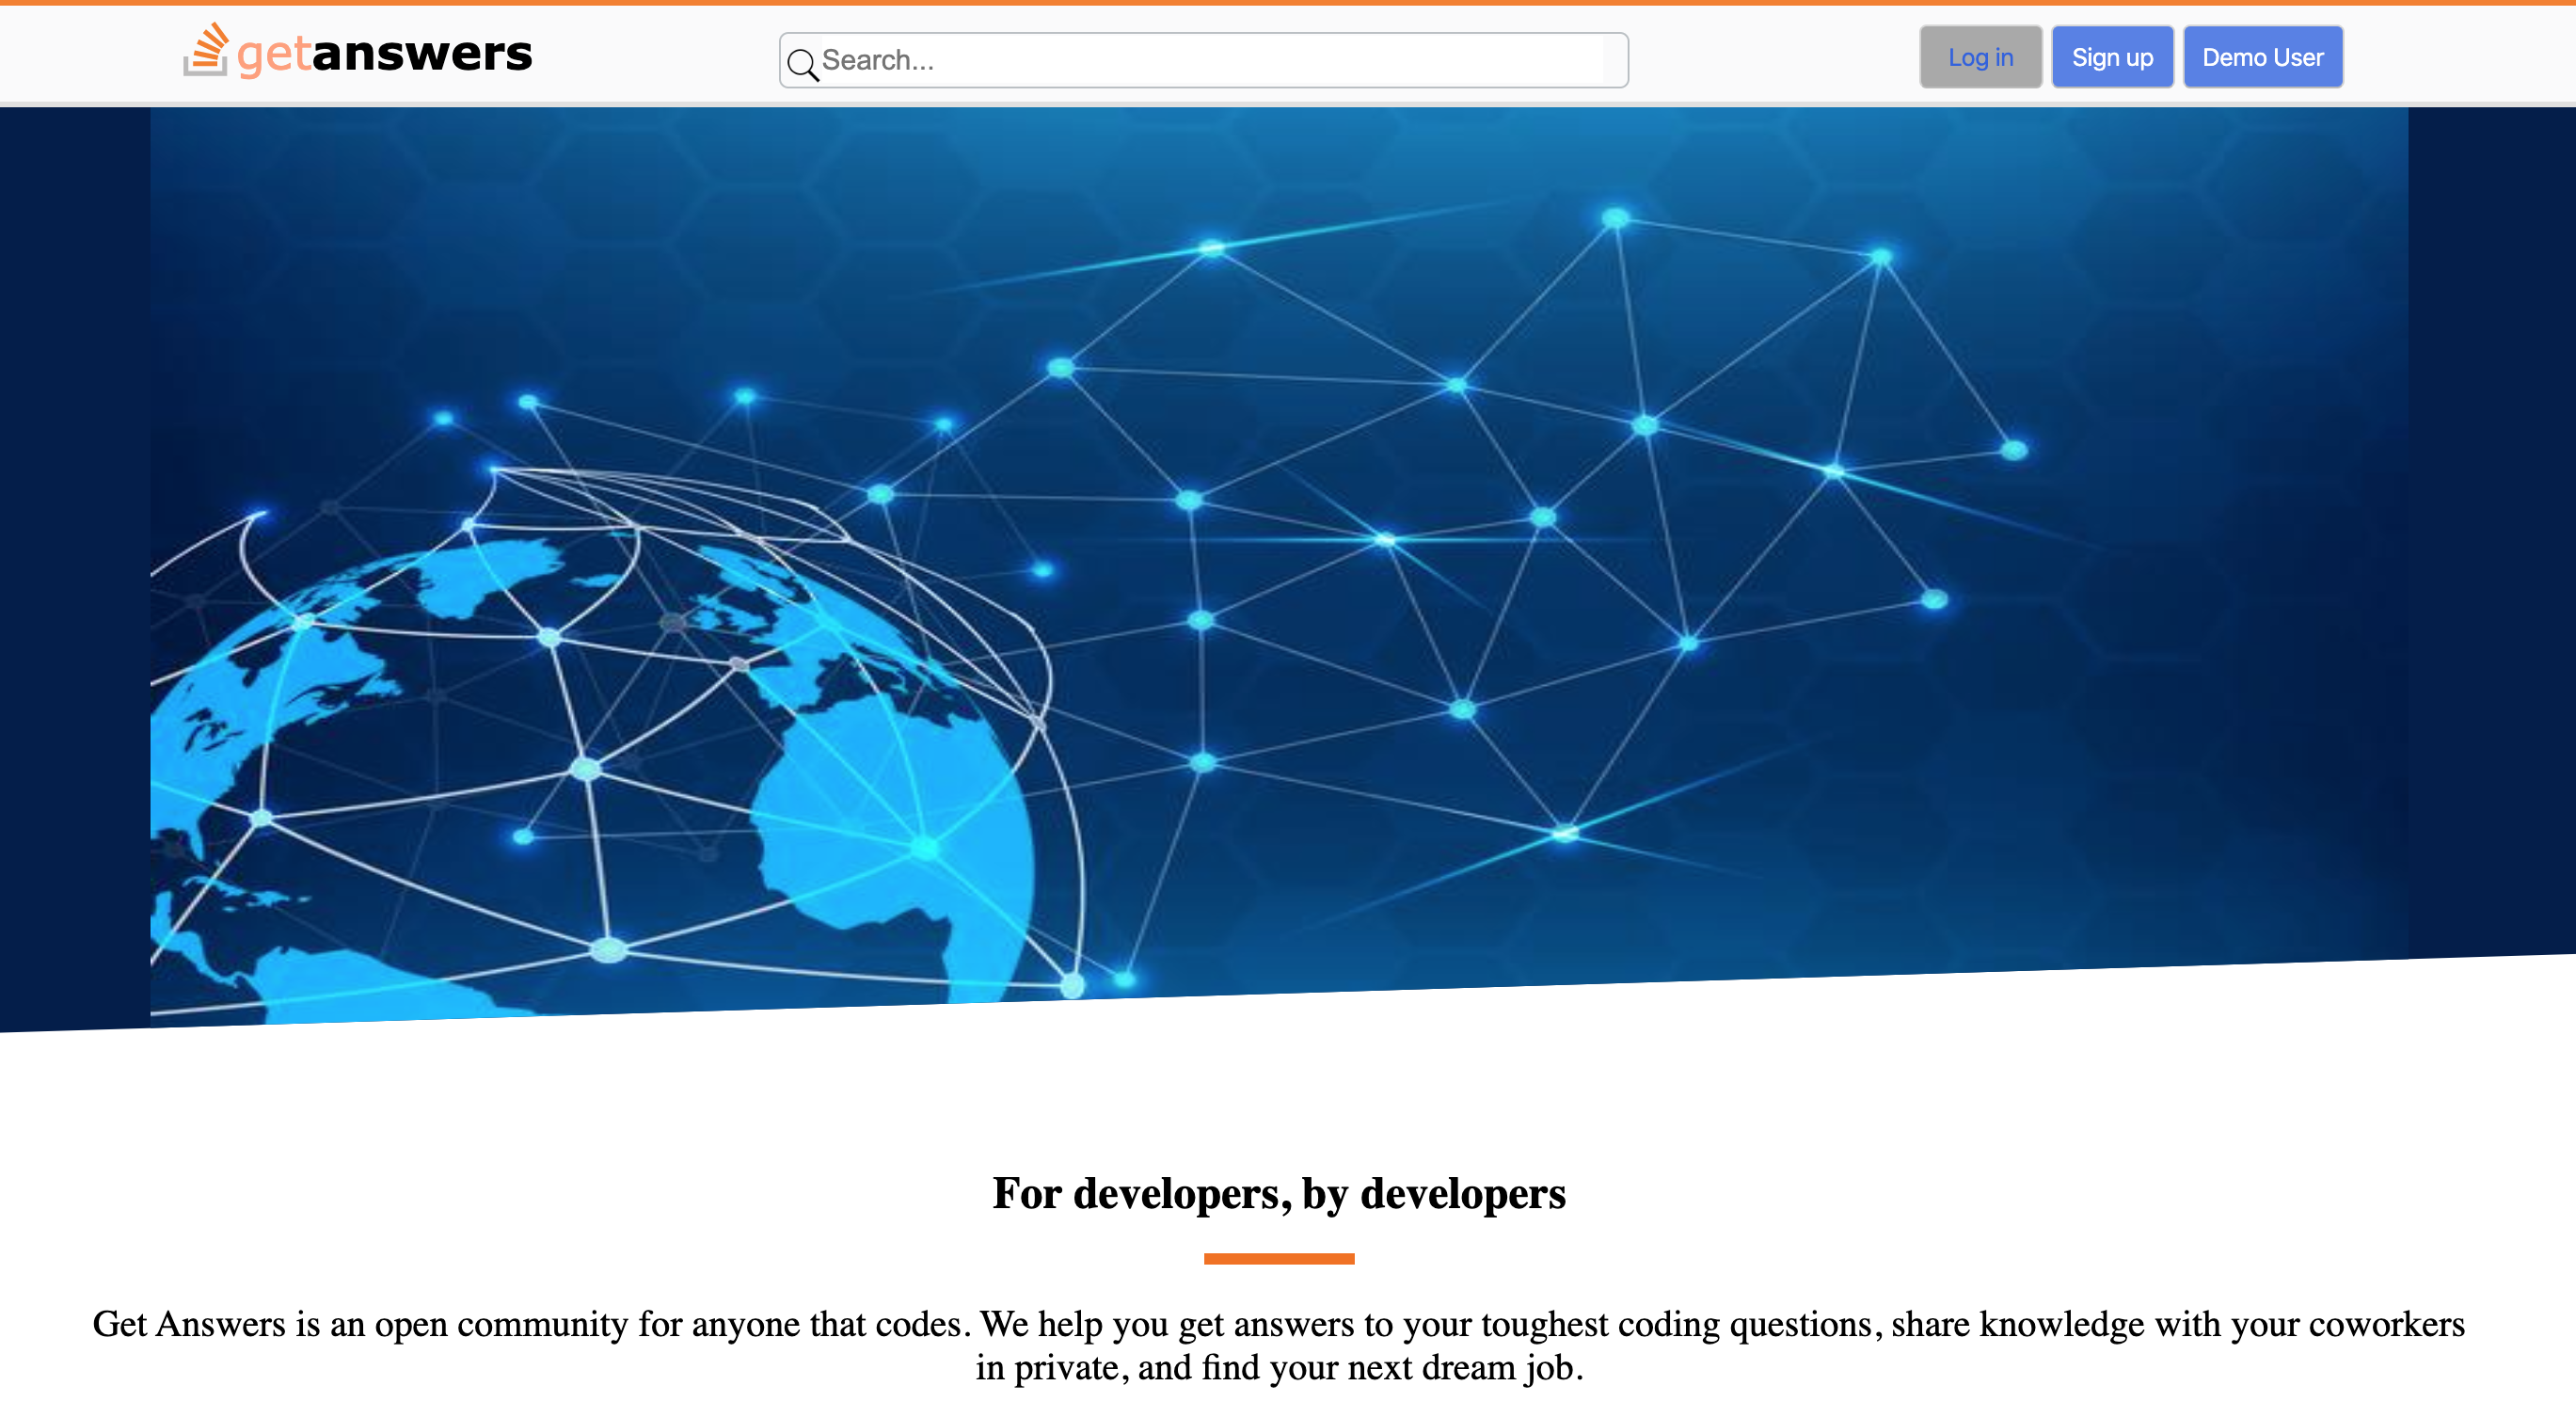 getanswers
Search...
Log in
Sign up
Demo User
For developers, by developers
Get Answers is an open community for anyone that codes. We help you get answers to your toughest coding questions, share knowledge with your coworkers
in private, and find your next dream job.